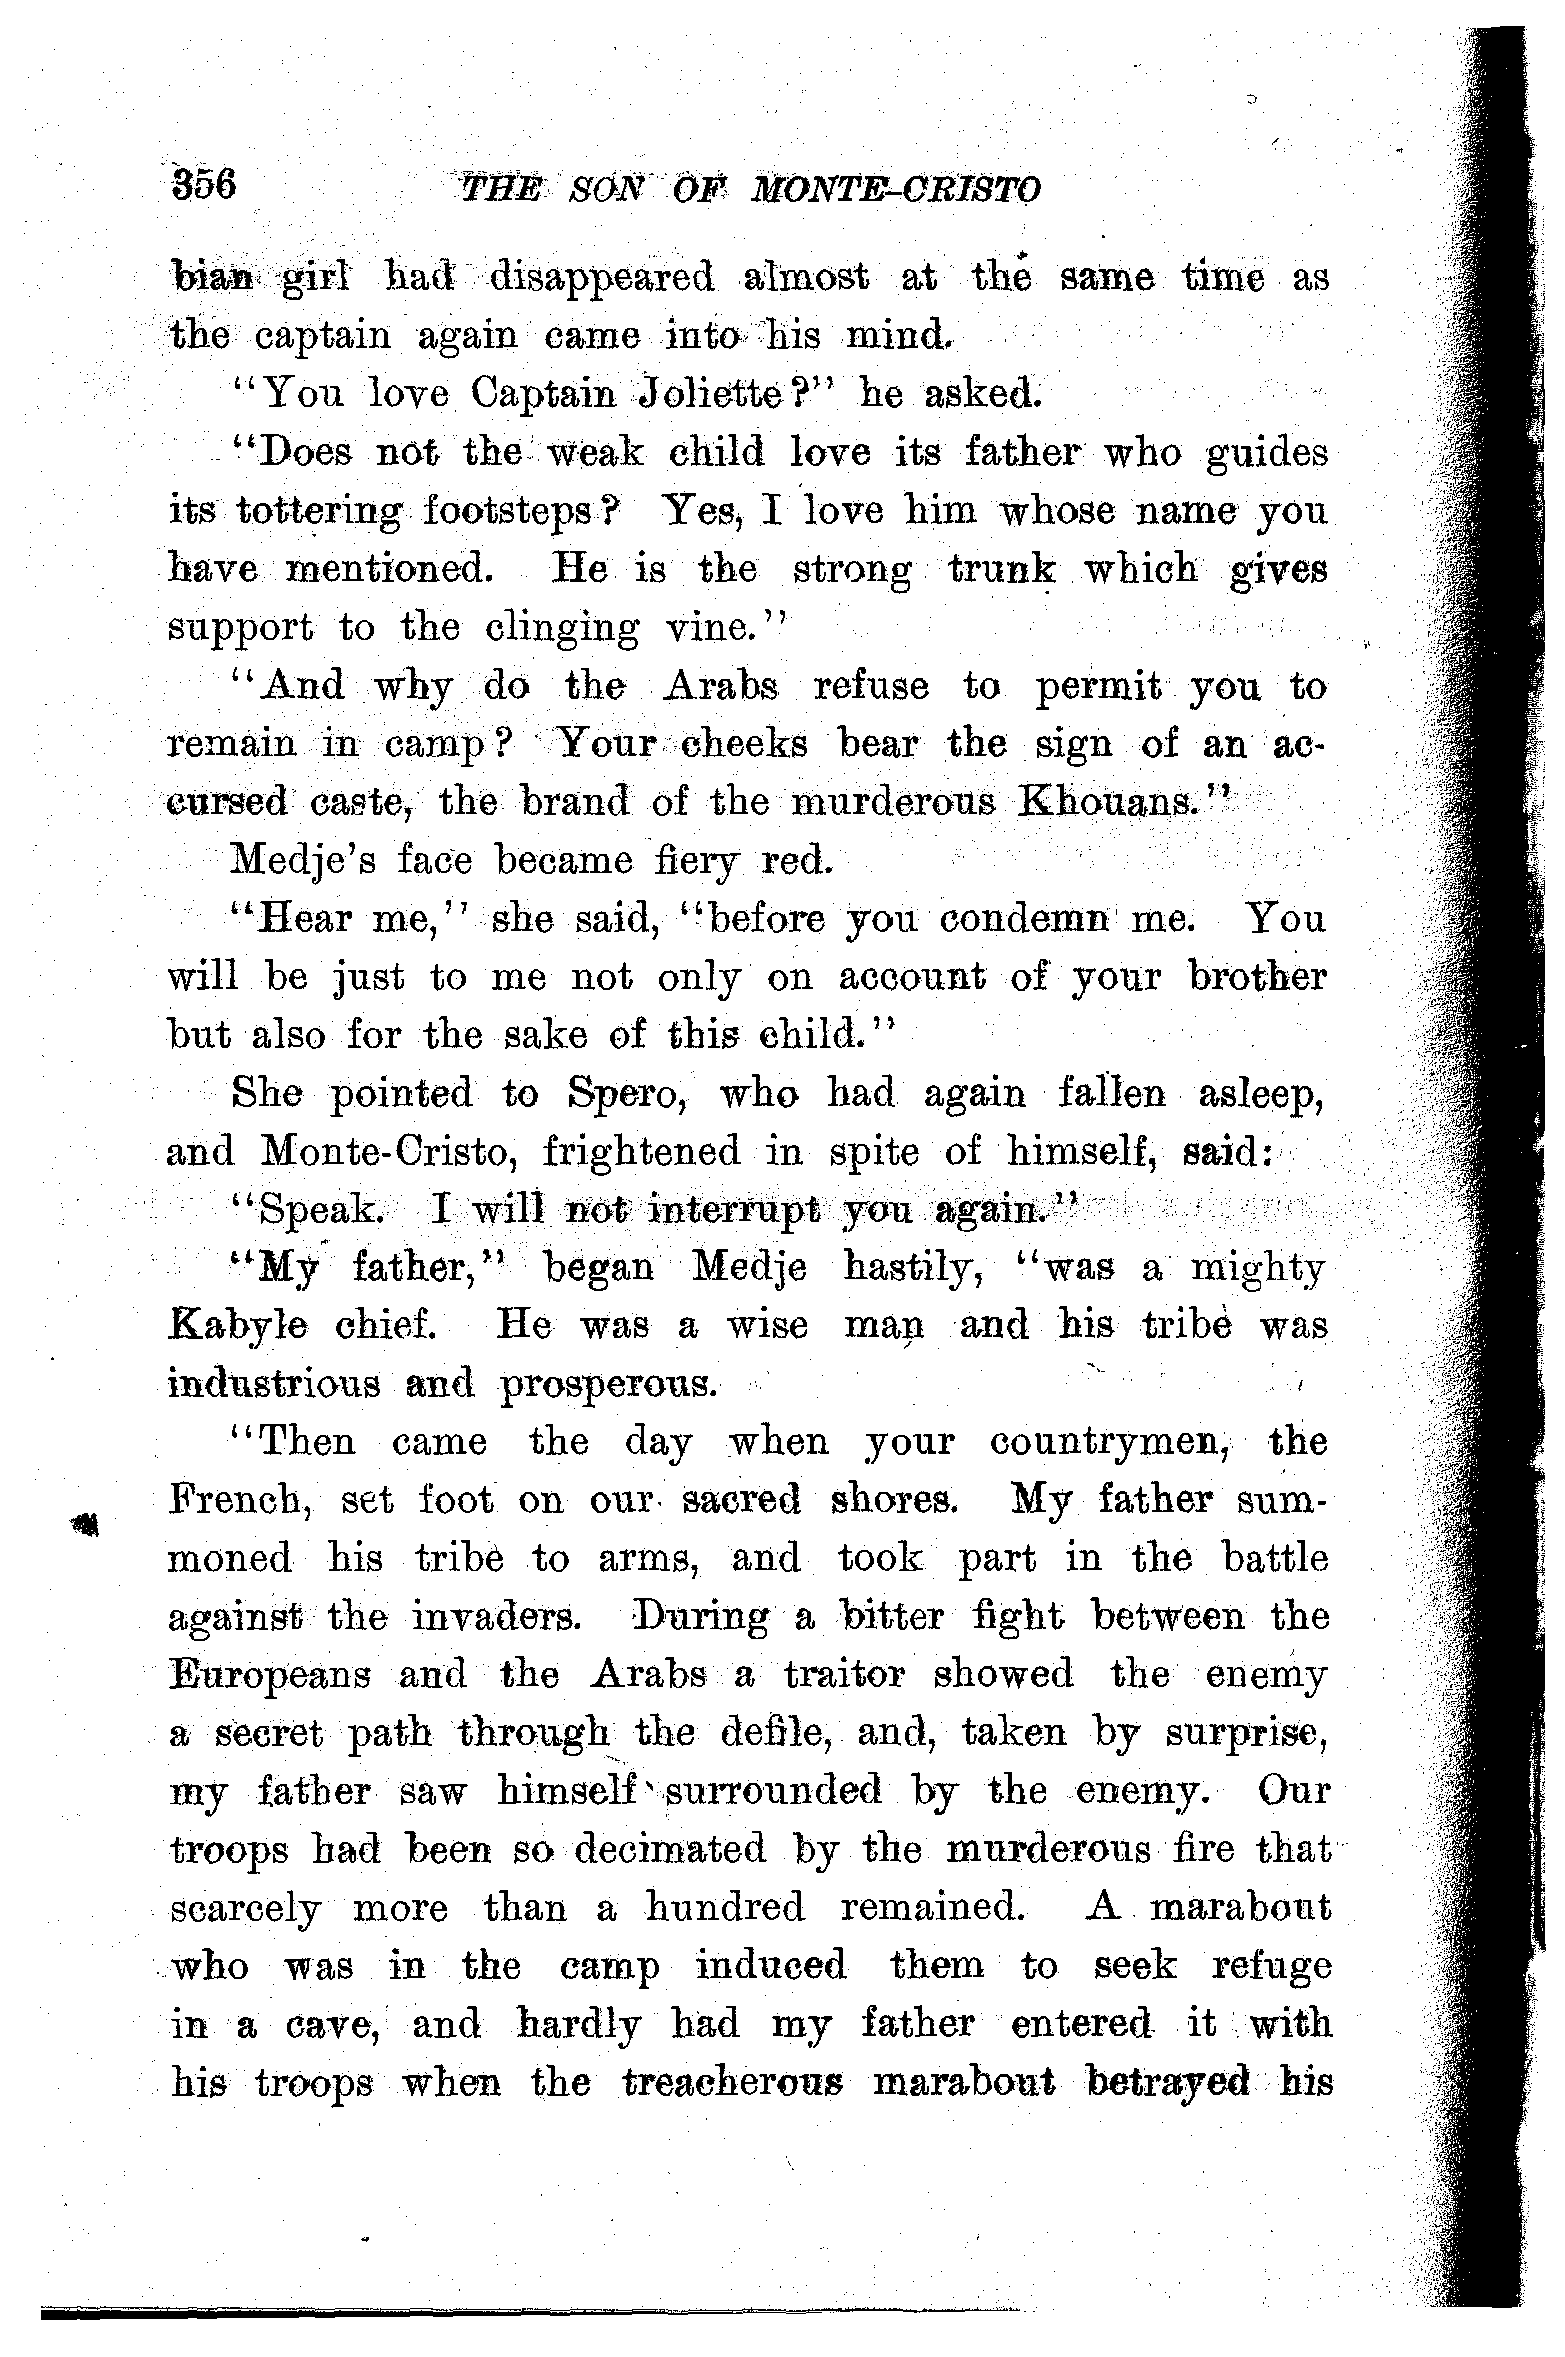 356 THE SON OF MONTE-CRISTO
bian girl had disappeared almost at the same time as
the captain again came into his mind.
"You love Captain Joliette?" he asked.
"Does not the weak child love its father who guides
its tottering footsteps? Yes, I love him whose name you
have mentioned. He is the strong trunk which gives
support to the clinging vine."
"And why do the Arabs refuse to permit you to
remain in camp? Your cheeks bear the sign of an ac-
cursed caste, the brand of the murderous Khouans."
Medje's face became fiery red.
"Hear me," she said, "before you condemn me. You
will be just to me not only on account of your brother
but also for the sake of this child."
She pointed to Spero, who had again fallen asleep,
and Monte-Cristo, frightened in spite of himself, said:
"Speak. I will not interrupt you again."
"My father," began Medje hastily, "was a mighty
Kabyle chief. He was a wise man and his tribe was
industrious and prosperous.
"Then came the day when your countrymen, the
French, set foot on our sacred shores. My father sum-
moned his tribe to arms, and took part in the battle
against the invaders. During a bitter fight between the
Europeans and the Arabs a traitor showed the enemy
a secret path through the defile, and, taken by surprise,
my father saw himself surrounded by the enemy. Our
troops had been so decimated by the murderous fire that
scarcely more than a hundred remained. A marabout
who was in the camp induced them to seek refuge
in a cave, and hardly had my father entered it with
his troops when the treacherous marabout betrayed his